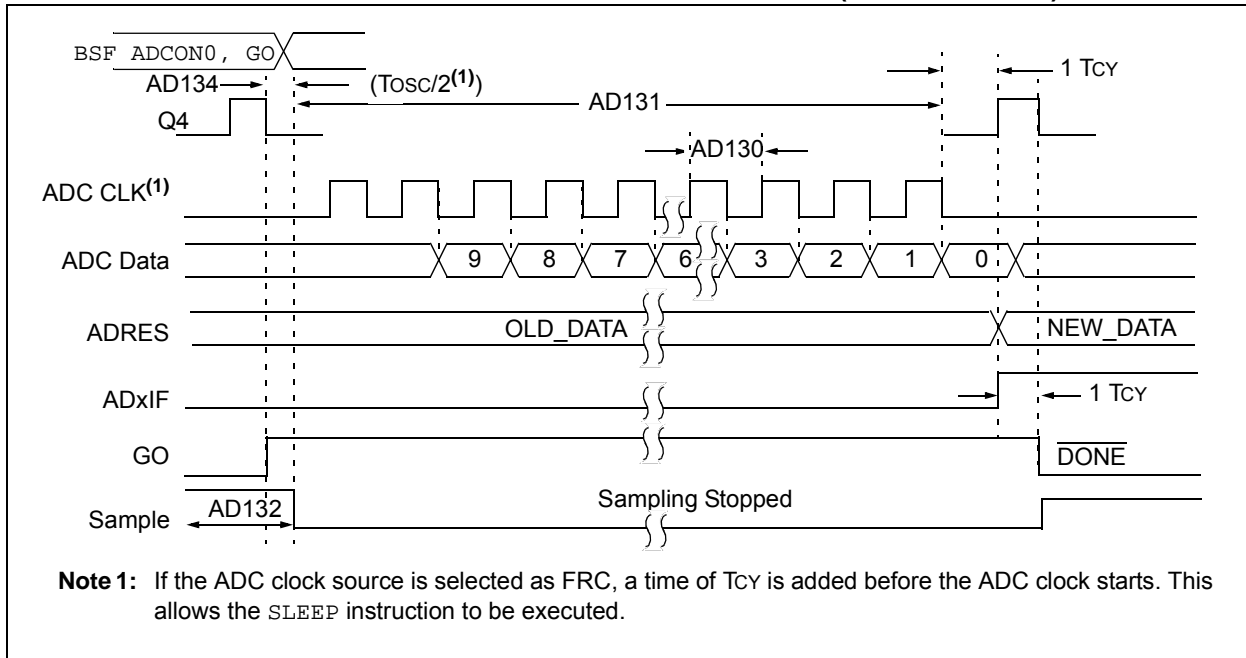 BSF ADCON0, GO
AD134
(TOSC/2(1))
AD131
1 TCY
Q4
AD130
ADC CLK(1)
ADC Data
9 8 7 6 3 2 1 0
ADRES
OLD_DATA
NEW_DATA
ADxIF
1 TCY
GO
DONE
Sample
AD132
Sampling Stopped
Note 1: If the ADC clock source is selected as FRC, a time of TCY is added before the ADC clock starts. This
allows the SLEEP instruction to be executed.